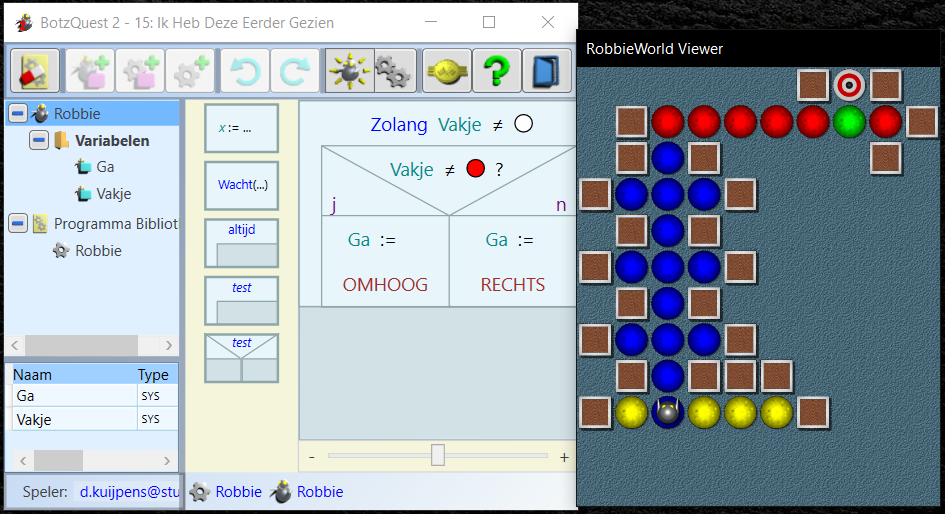 BotzQuest 2 - 15: Ik Heb Deze Eerder Gezien
RobbieWorld Viewer
Robbie
Variabelen
Ga
Vakje
Programma Bibliot
Robbie
x := ...
Wacht(...)
altijd
test
test
Zolang Vakje ≠
Vakje ≠ ?
j n
Ga := Ga :=
OMHOOG RECHTS
Naam Type
Ga SYS
Vakje SYS
- +
Speler: d.kuijpens@stu Robbie Robbie